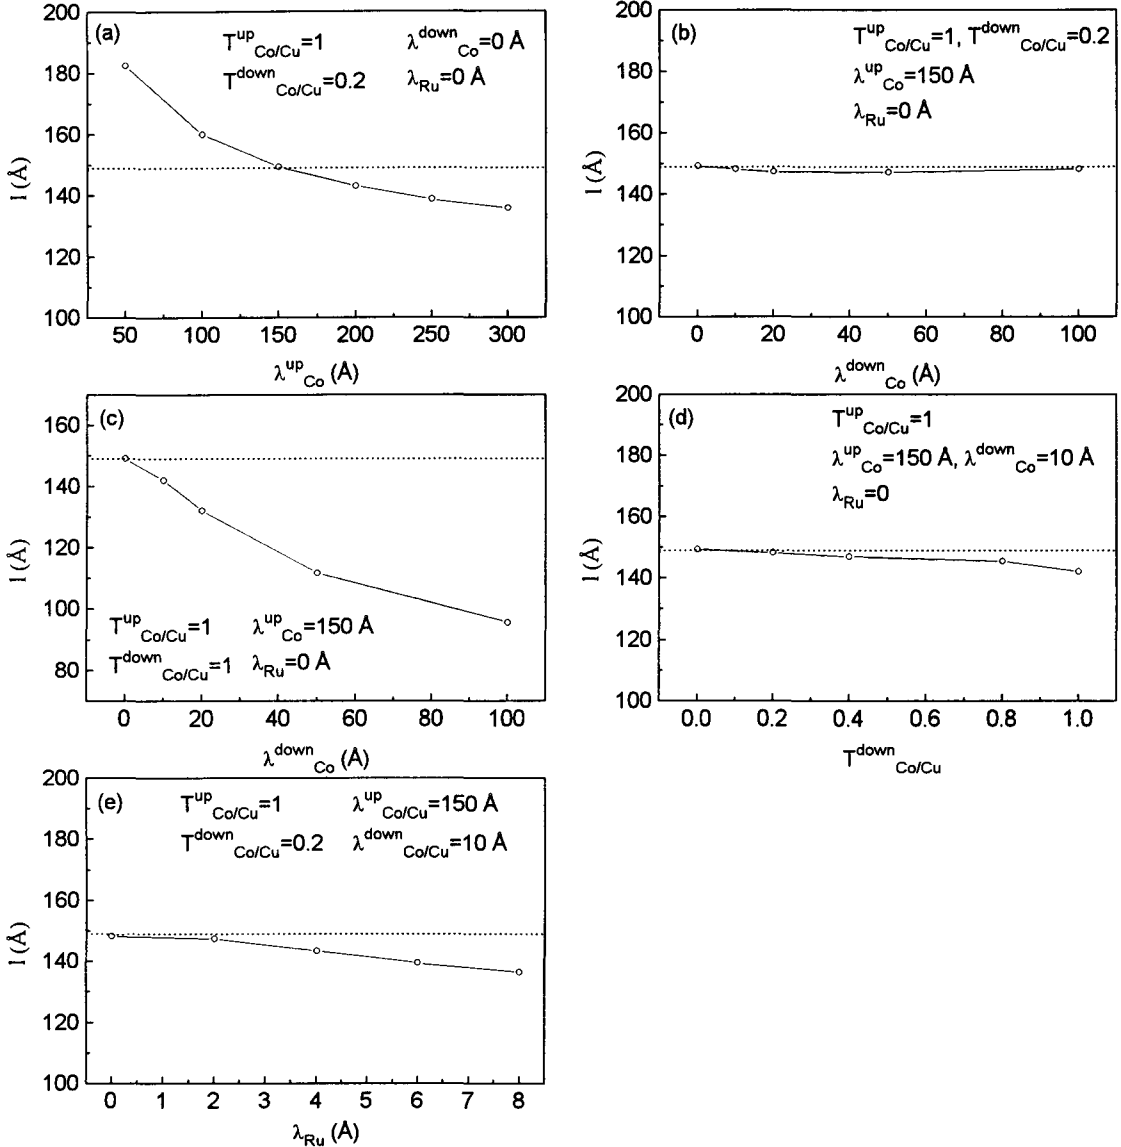 (a)
T^up_Co/Cu=1 λ^down_Co=0 Å
T^down_Co/Cu=0.2 λ_Ru=0 Å
200
180
160
140
120
100
l (Å)
50 100 150 200 250 300
λ^up_Co (Å)
(b)
T^up_Co/Cu=1, T^down_Co/Cu=0.2
λ^up_Co=150 Å
λ_Ru=0 Å
200
180
160
140
120
100
l (Å)
0 20 40 60 80 100
λ^down_Co (Å)
(c)
160
140
120
100
80
l (Å)
T^up_Co/Cu=1 λ^up_Co=150 Å
T^down_Co/Cu=1 λ_Ru=0 Å
0 20 40 60 80 100
λ^down_Co (Å)
(d)
T^up_Co/Cu=1
λ^up_Co=150 Å, λ^down_Co=10 Å
λ_Ru=0
200
180
160
140
120
100
l (Å)
0.0 0.2 0.4 0.6 0.8 1.0
T^down_Co/Cu
(e)
T^up_Co/Cu=1 λ^up_Co/Cu=150 Å
T^down_Co/Cu=0.2 λ^down_Co/Cu=10 Å
200
180
160
140
120
100
l (Å)
0 1 2 3 4 5 6 7 8
λ_Ru (Å)